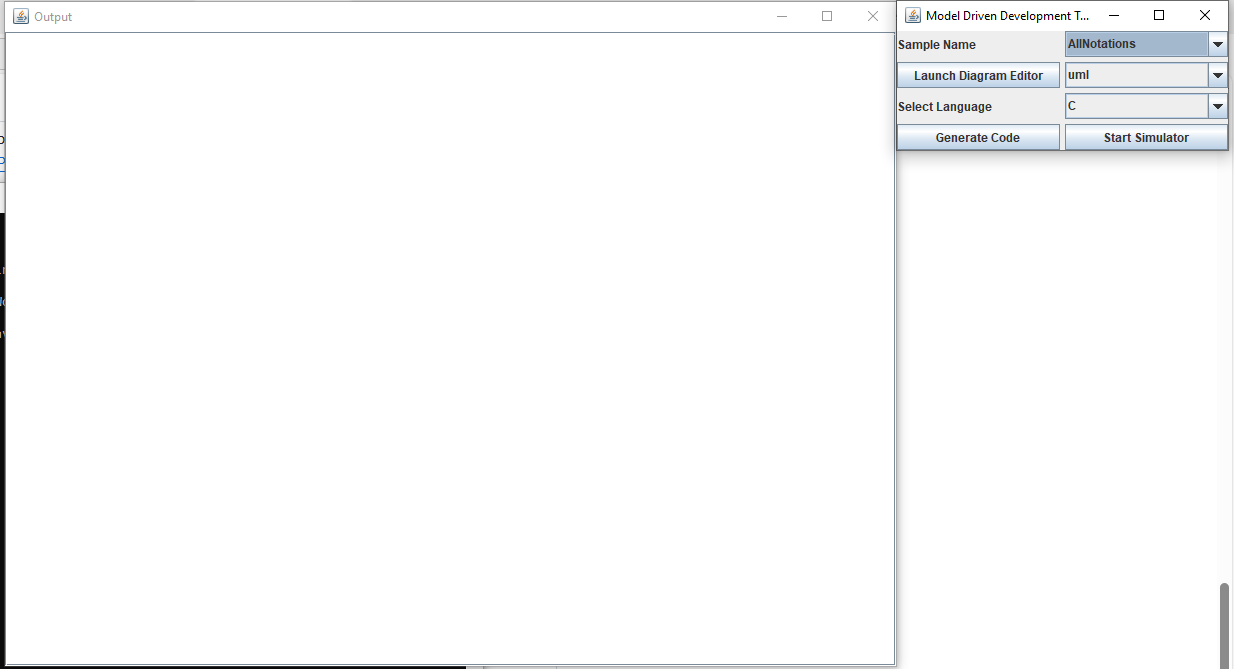 Output
Model Driven Development T...
Sample Name
AllNotations
Launch Diagram Editor
uml
Select Language
C
Generate Code
Start Simulator